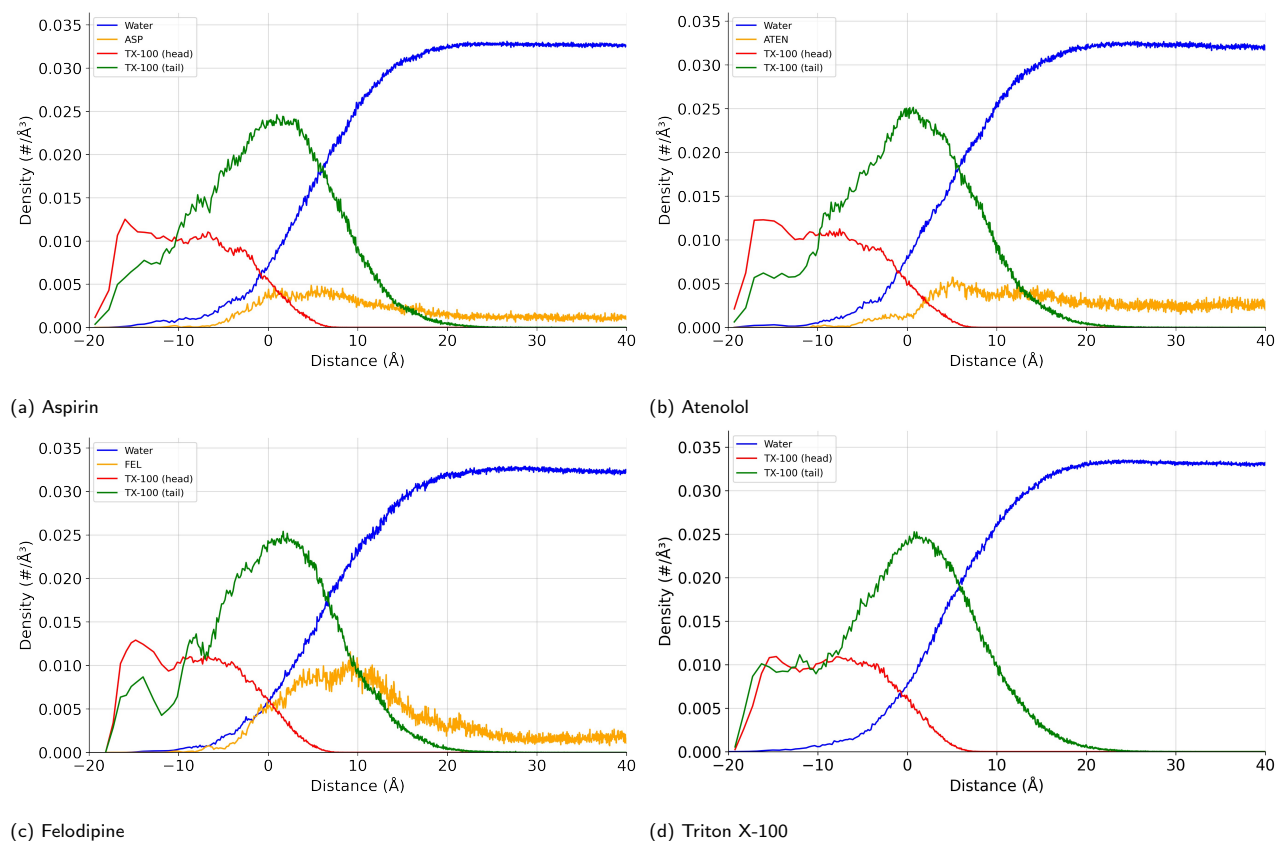 Water
ASP
TX-100 (head)
TX-100 (tail)
0.035
0.030
0.025
0.020
0.015
0.010
0.005
0.000
Density (#/Å³)
−20 −10 0 10 20 30 40
Distance (Å)
(a) Aspirin
Water
ATEN
TX-100 (head)
TX-100 (tail)
0.035
0.030
0.025
0.020
0.015
0.010
0.005
0.000
Density (#/Å³)
−20 −10 0 10 20 30 40
Distance (Å)
(b) Atenolol
Water
FEL
TX-100 (head)
TX-100 (tail)
0.035
0.030
0.025
0.020
0.015
0.010
0.005
0.000
Density (#/Å³)
−20 −10 0 10 20 30 40
Distance (Å)
(c) Felodipine
Water
TX-100 (head)
TX-100 (tail)
0.035
0.030
0.025
0.020
0.015
0.010
0.005
0.000
Density (#/Å³)
−20 −10 0 10 20 30 40
Distance (Å)
(d) Triton X-100